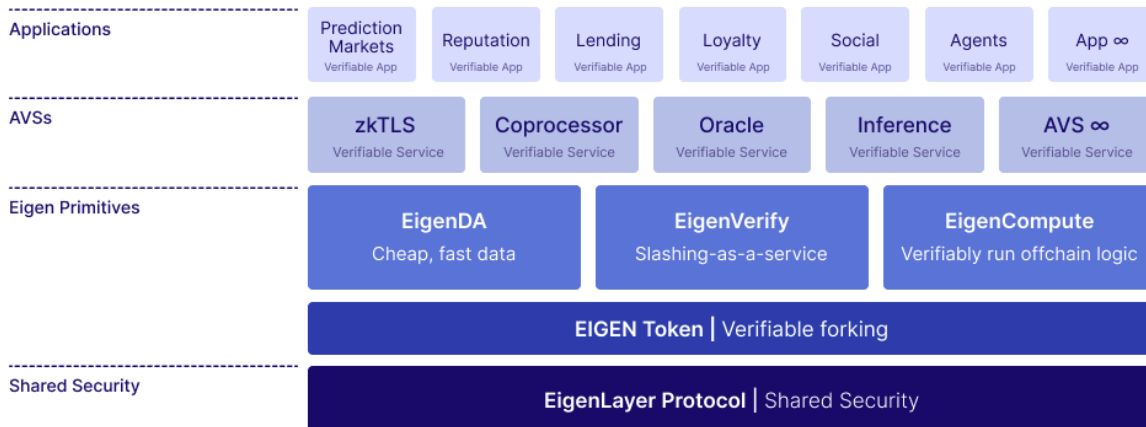 Applications
Prediction
Markets
Verifiable App
Reputation
Verifiable App
Lending
Verifiable App
Loyalty
Verifiable App
Social
Verifiable App
Agents
Verifiable App
App ∞
Verifiable App
AVSs
zkTLS
Verifiable Service
Coprocessor
Verifiable Service
Oracle
Verifiable Service
Inference
Verifiable Service
AVS ∞
Verifiable Service
Eigen Primitives
EigenDA
Cheap, fast data
EigenVerify
Slashing-as-a-service
EigenCompute
Verifiably run offchain logic
EIGEN Token | Verifiable forking
Shared Security
EigenLayer Protocol | Shared Security